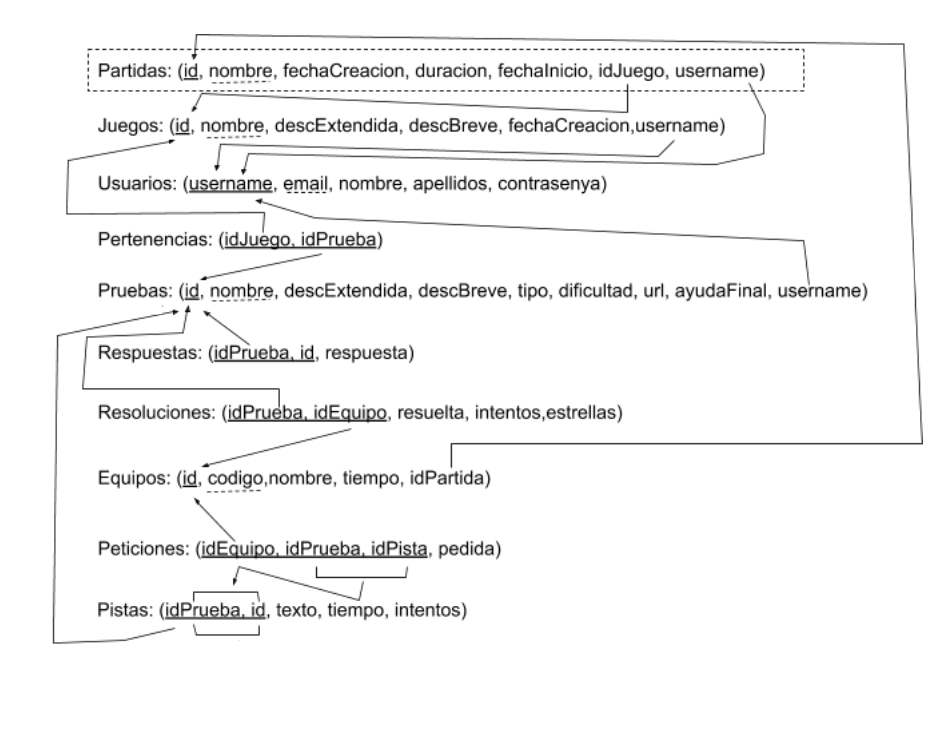 Partidas: (id, nombre, fechaCreacion, duracion, fechaInicio, idJuego, username)
Juegos: (id, nombre, descExtendida, descBreve, fechaCreacion,username)
Usuarios: (username, email, nombre, apellidos, contrasenya)
Pertenencias: (idJuego, idPrueba)
Pruebas: (id, nombre, descExtendida, descBreve, tipo, dificultad, url, ayudaFinal, username)
Respuestas: (idPrueba, id, respuesta)
Resoluciones: (idPrueba, idEquipo, resuelta, intentos,estrellas)
Equipos: (id, codigo,nombre, tiempo, idPartida)
Peticiones: (idEquipo, idPrueba, idPista, pedida)
Pistas: (idPrueba, id, texto, tiempo, intentos)